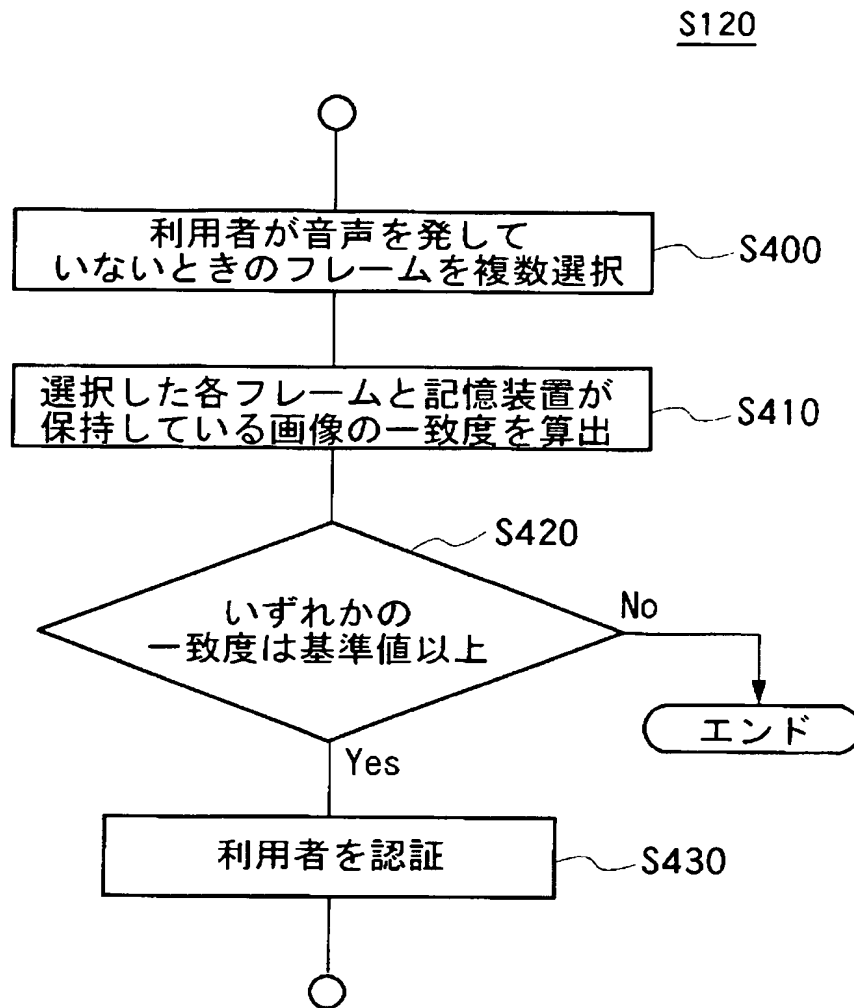 S120
利用者が音声を発して
いないときのフレームを複数選択
S400
選択した各フレームと記憶装置が
保持している画像の一致度を算出
S410
S420
いずれかの
一致度は基準値以上
No
エンド
Yes
利用者を認証
S430